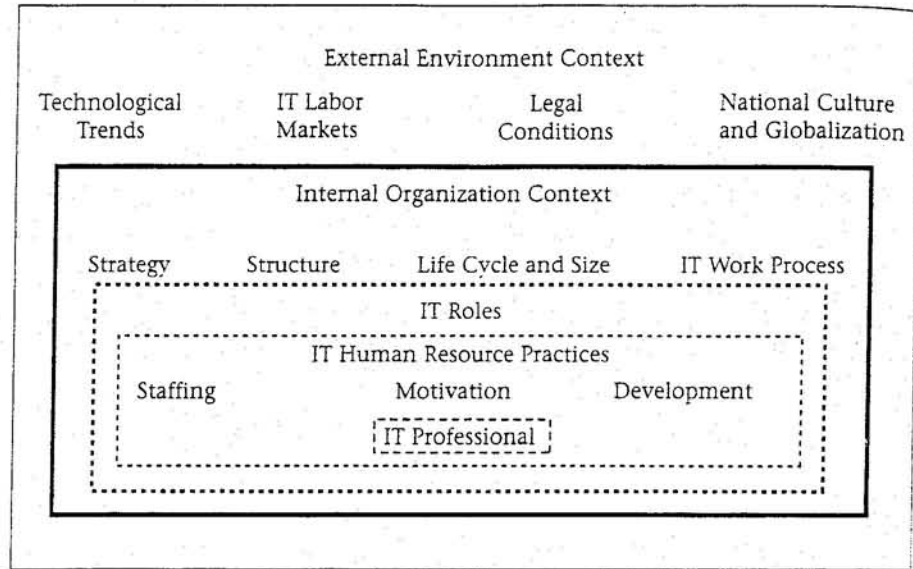 External Environment Context
Technological Trends
IT Labor Markets
Legal Conditions
National Culture and Globalization
Internal Organization Context
Strategy Structure Life Cycle and Size IT Work Process
IT Roles
IT Human Resource Practices
Staffing Motivation Development
IT Professional